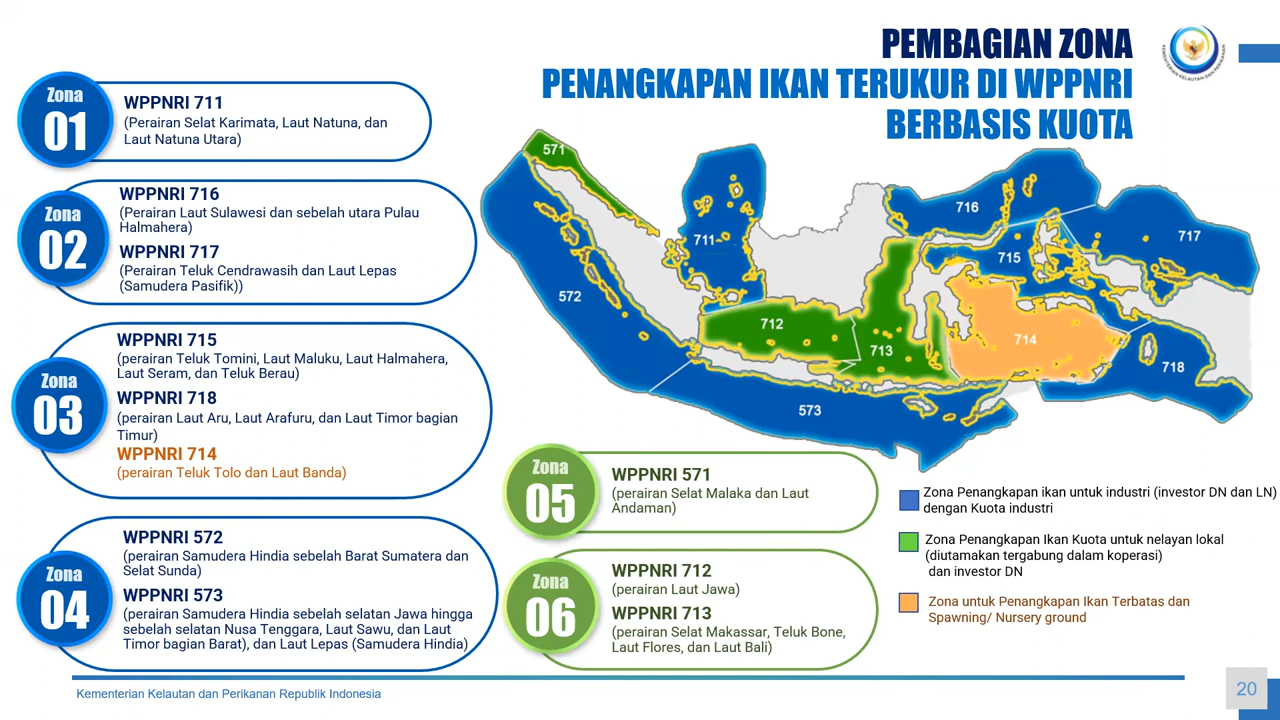 PEMBAGIAN ZONA
PENANGKAPAN IKAN TERUKUR DI WPPNRI
BERBASIS KUOTA
KEMENTERIAN KELAUTAN DAN PERIKANAN
Zona
01
WPPNRI 711
(Perairan Selat Karimata, Laut Natuna, dan
Laut Natuna Utara)
Zona
02
WPPNRI 716
(Perairan Laut Sulawesi dan sebelah utara Pulau
Halmahera)
WPPNRI 717
(Perairan Teluk Cendrawasih dan Laut Lepas
(Samudera Pasifik))
Zona
03
WPPNRI 715
(perairan Teluk Tomini, Laut Maluku, Laut Halmahera,
Laut Seram, dan Teluk Berau)
WPPNRI 718
(perairan Laut Aru, Laut Arafuru, dan Laut Timor bagian
Timur)
WPPNRI 714
(perairan Teluk Tolo dan Laut Banda)
Zona
04
WPPNRI 572
(perairan Samudera Hindia sebelah Barat Sumatera dan
Selat Sunda)
WPPNRI 573
(perairan Samudera Hindia sebelah selatan Jawa hingga
sebelah selatan Nusa Tenggara, Laut Sawu, dan Laut
Timor bagian Barat), dan Laut Lepas (Samudera Hindia)
571
716
717
711
715
572
712
713
714
718
573
Zona
05
WPPNRI 571
(perairan Selat Malaka dan Laut
Andaman)
Zona
06
WPPNRI 712
(perairan Laut Jawa)
WPPNRI 713
(perairan Selat Makassar, Teluk Bone,
Laut Flores, dan Laut Bali)
Zona Penangkapan ikan untuk industri (investor DN dan LN)
dengan Kuota industri
Zona Penangkapan Ikan Kuota untuk nelayan lokal
(diutamakan tergabung dalam koperasi)
dan investor DN
Zona untuk Penangkapan Ikan Terbatas dan
Spawning/ Nursery ground
Kementerian Kelautan dan Perikanan Republik Indonesia
20